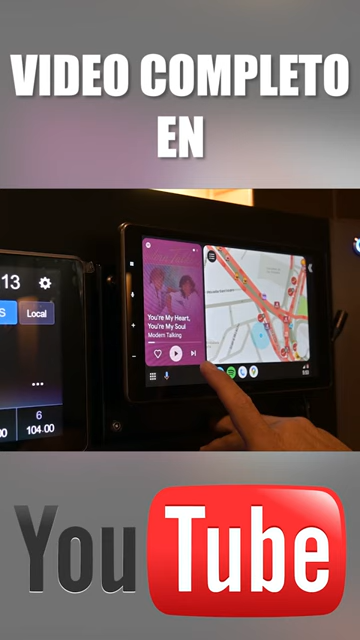 VIDEO COMPLETO
EN
13
S
Local
6
104.00
You're My Heart,
You're My Soul
Modern Talking
YouTube